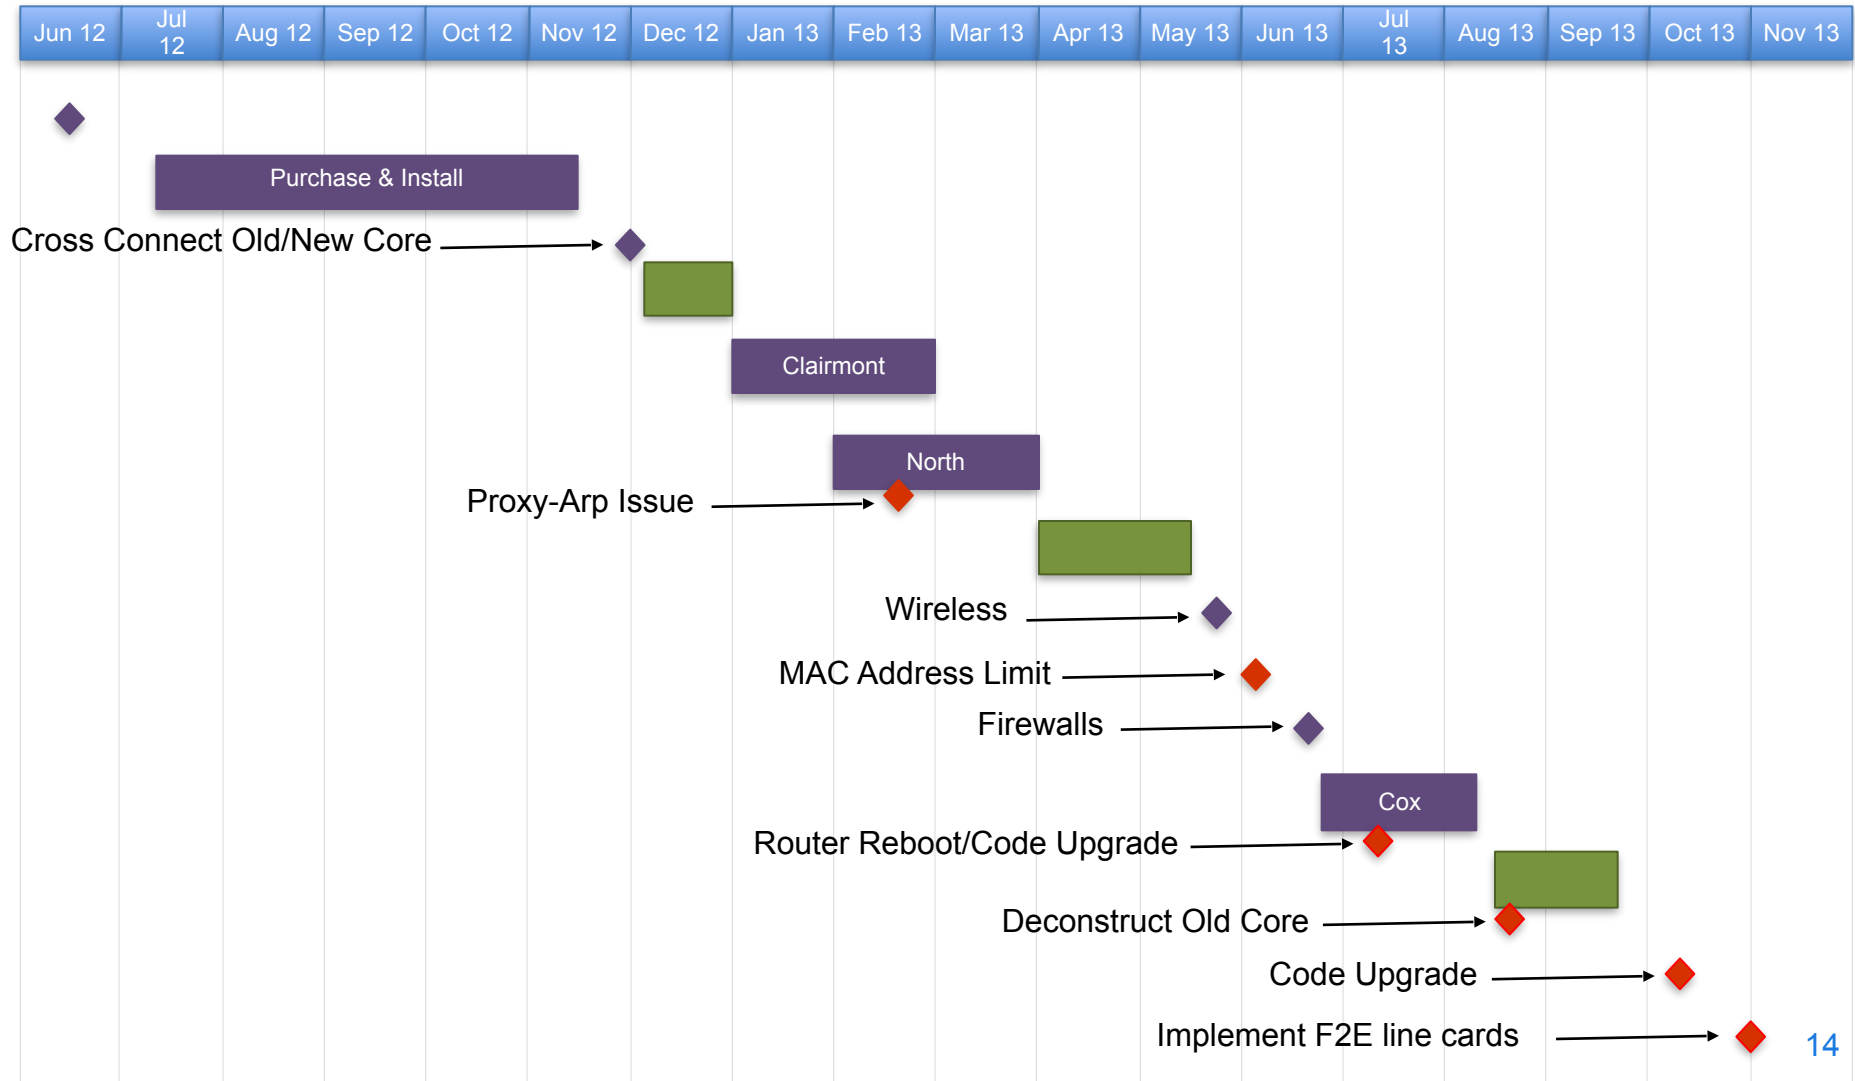 Jun 12
Jul
12
Aug 12
Sep 12
Oct 12
Nov 12
Dec 12
Jan 13
Feb 13
Mar 13
Apr 13
May 13
Jun 13
Jul
13
Aug 13
Sep 13
Oct 13
Nov 13
Purchase & Install
Cross Connect Old/New Core
Clairmont
North
Proxy-Arp Issue
Wireless
MAC Address Limit
Firewalls
Cox
Router Reboot/Code Upgrade
Deconstruct Old Core
Code Upgrade
Implement F2E line cards
14